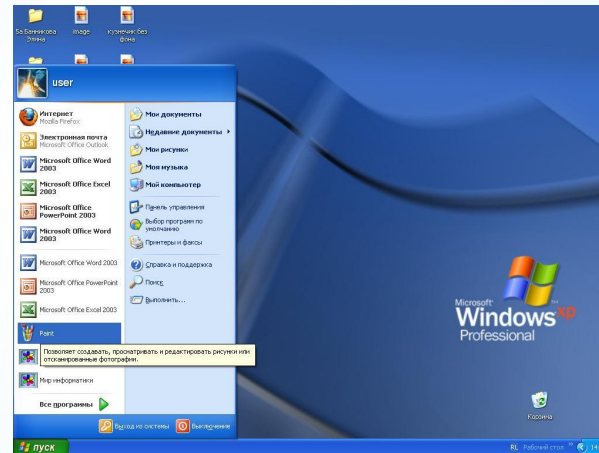 5а Банникова
Элина
image
кузнечик без
фона
user
Интернет
Mozilla Firefox
Электронная почта
Microsoft Office Outlook
Microsoft Office Word
2003
Microsoft Office Excel
2003
Microsoft Office
PowerPoint 2003
Microsoft Office Word
2003
Microsoft Office Word 2003
Microsoft Office PowerPoint
2003
Microsoft Office Excel 2003
Paint
Позволяет создавать, просматривать и редактировать рисунки или
отсканированные фотографии.
Мир информатики
Все программы
Мои документы
Недавние документы
Мои рисунки
Моя музыка
Мой компьютер
Панель управления
Выбор программ по
умолчанию
Принтеры и факсы
Справка и поддержка
Поиск
Выполнить...
Выход из системы
Выключение
Microsoft
Windows xp
Professional
Корзина
пуск
RL
Рабочий стол